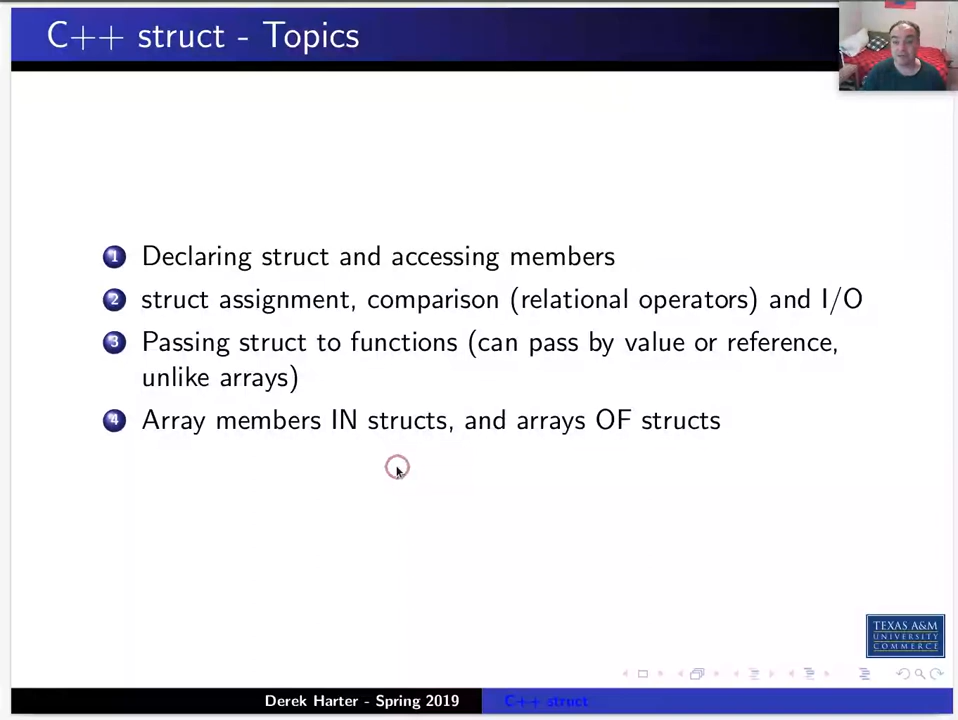 C++ struct - Topics
1 Declaring struct and accessing members
2 struct assignment, comparison (relational operators) and I/O
3 Passing struct to functions (can pass by value or reference,
unlike arrays)
4 Array members IN structs, and arrays OF structs
TEXAS A&M
UNIVERSITY
COMMERCE
Derek Harter - Spring 2019
C++ struct